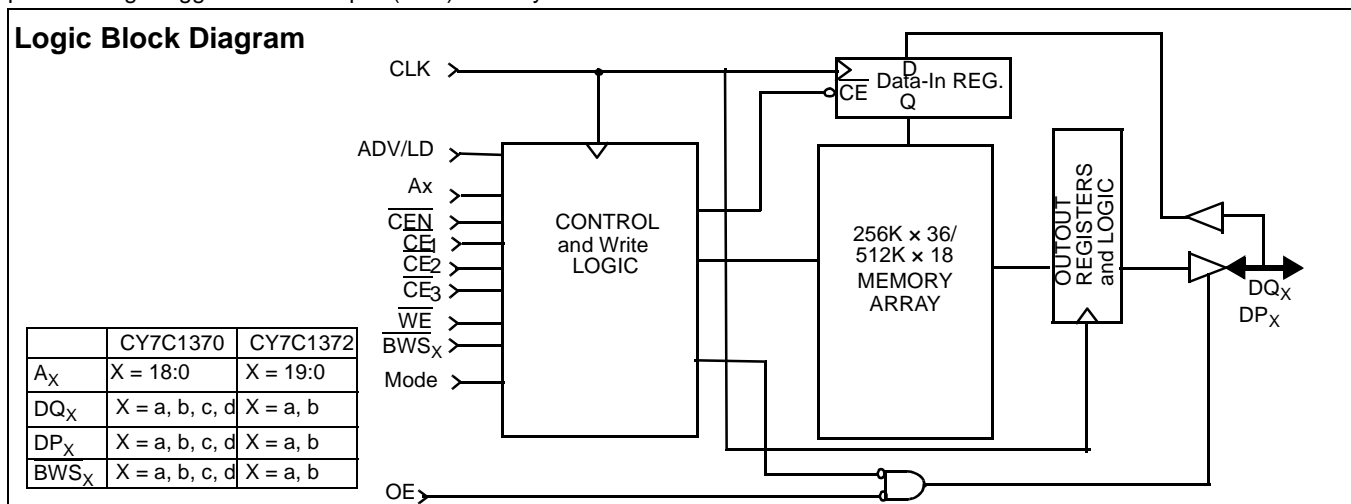 Logic Block Diagram
CLK
D
CE Data-In REG.
Q
ADV/LD
Ax
CEN
CE1
CE2
CE3
WE
BWSX
Mode
CONTROL
and Write
LOGIC
256K × 36/
512K × 18
MEMORY
ARRAY
OUTOUT
REGISTERS
and LOGIC
DQX
DPX
CY7C1370 CY7C1372
AX X = 18:0 X = 19:0
DQX X = a, b, c, d X = a, b
DPX X = a, b, c, d X = a, b
BWSX X = a, b, c, d X = a, b
OE